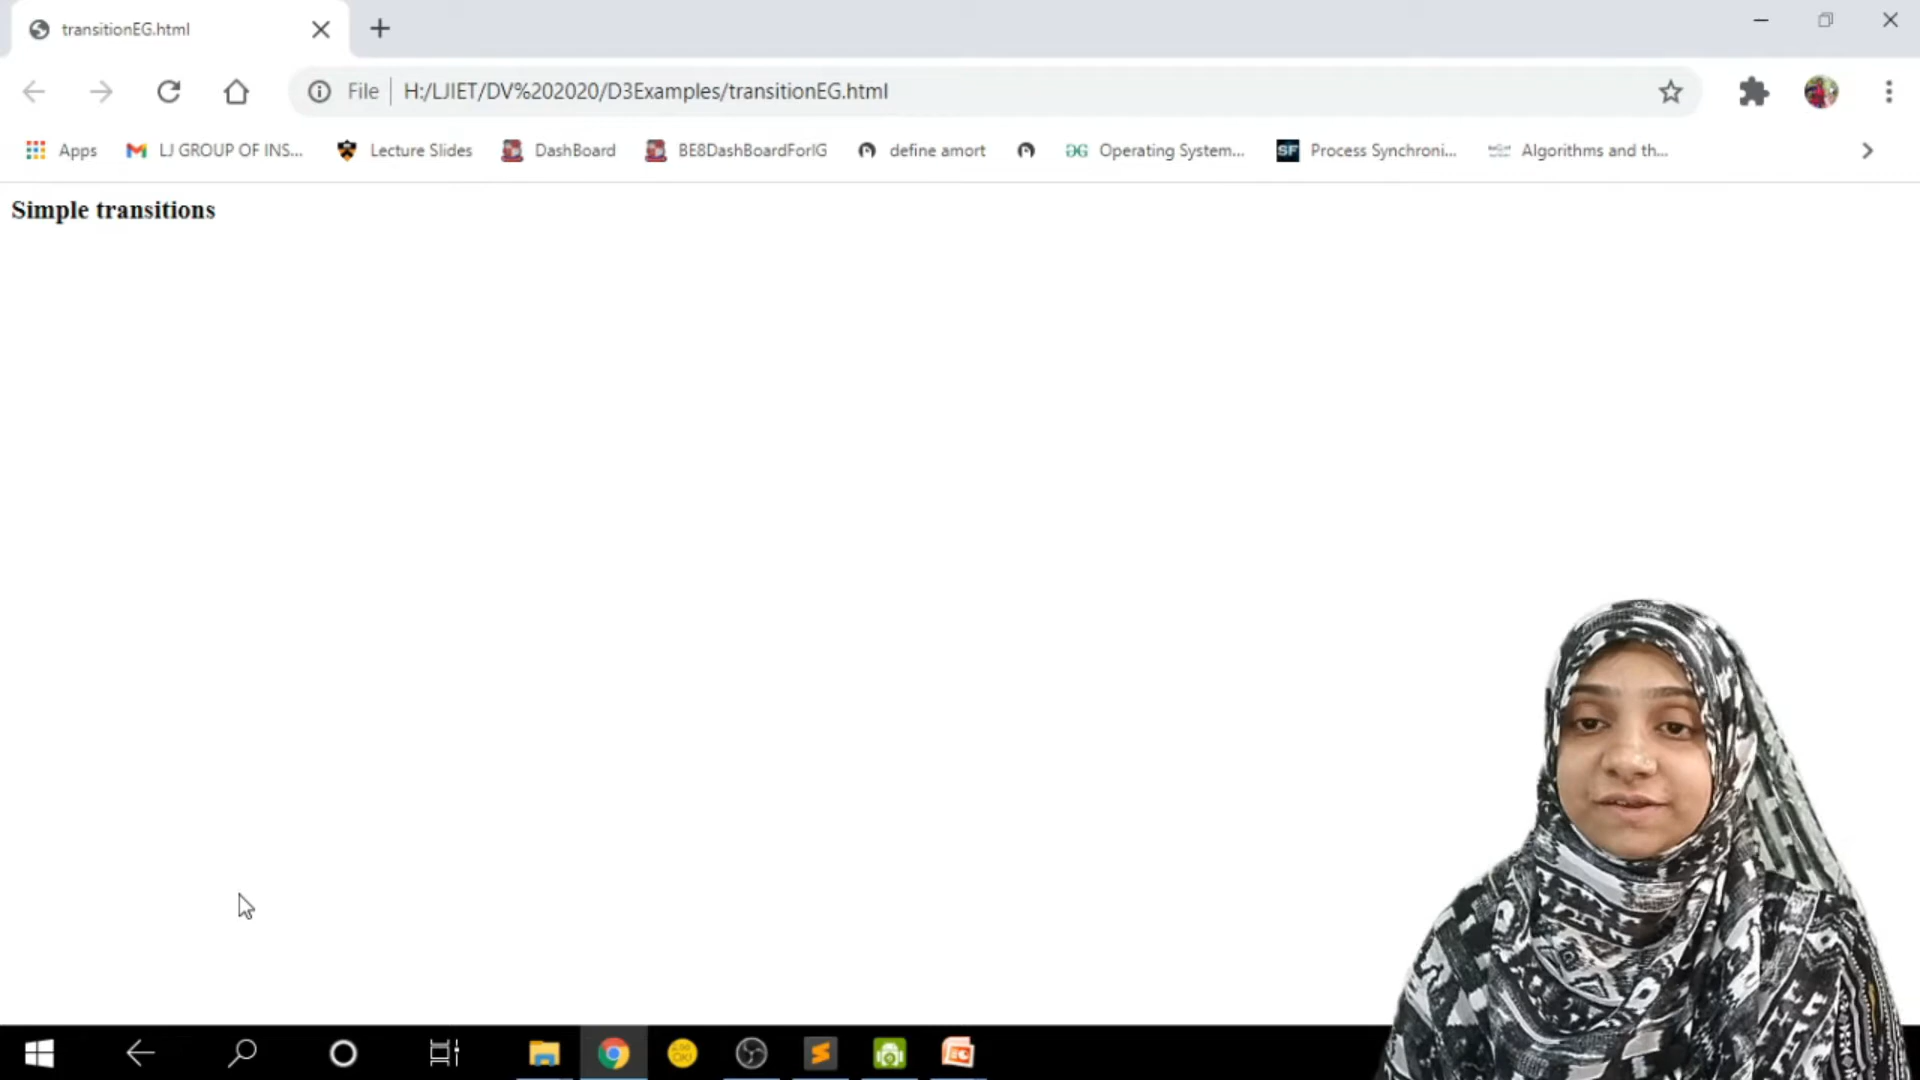 transitionEG.html
File H:/LJIET/DV%202020/D3Examples/transitionEG.html
Apps LJ GROUP OF INS... Lecture Slides DashBoard BE8DashBoardForIG define amort Operating System... SF Process Synchroni... Algorithms and th...
Simple transitions